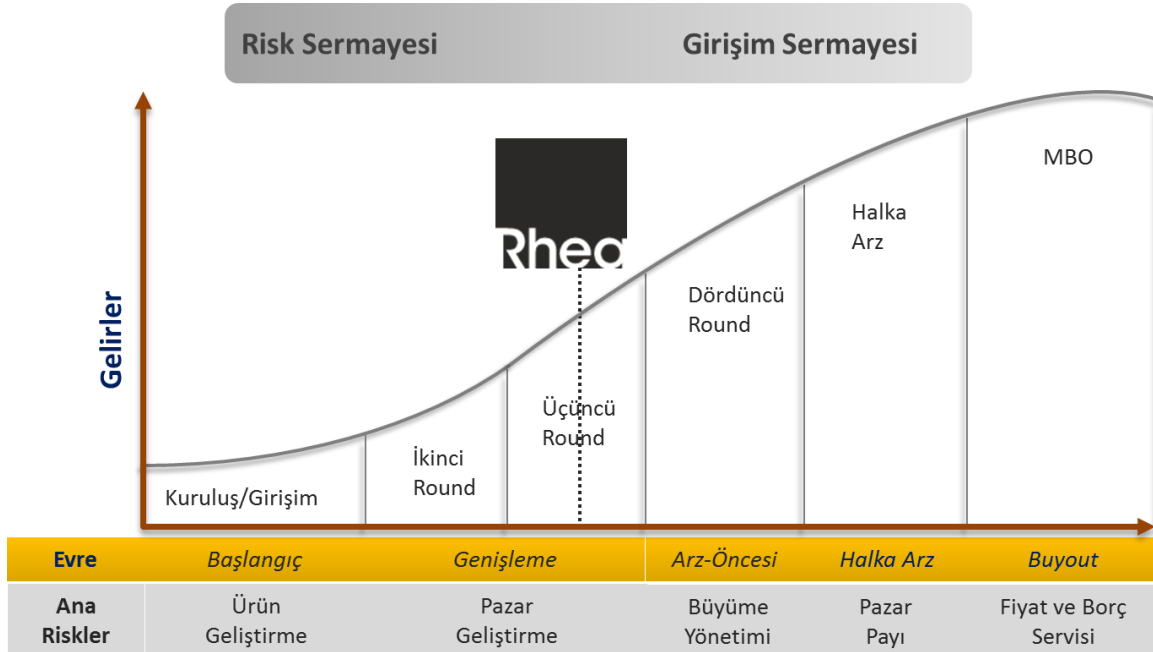 Risk Sermayesi Girişim Sermayesi
MBO
Halka
Arz
Rhea
Dördüncü
Round
Gelirler
Üçüncü
Round
İkinci
Round
Kuruluş/Girişim
Evre Başlangıç Genişleme Arz-Öncesi Halka Arz Buyout
Ana Ürün Pazar Büyüme Pazar Fiyat ve Borç
Riskler Geliştirme Geliştirme Yönetimi Payı Servisi